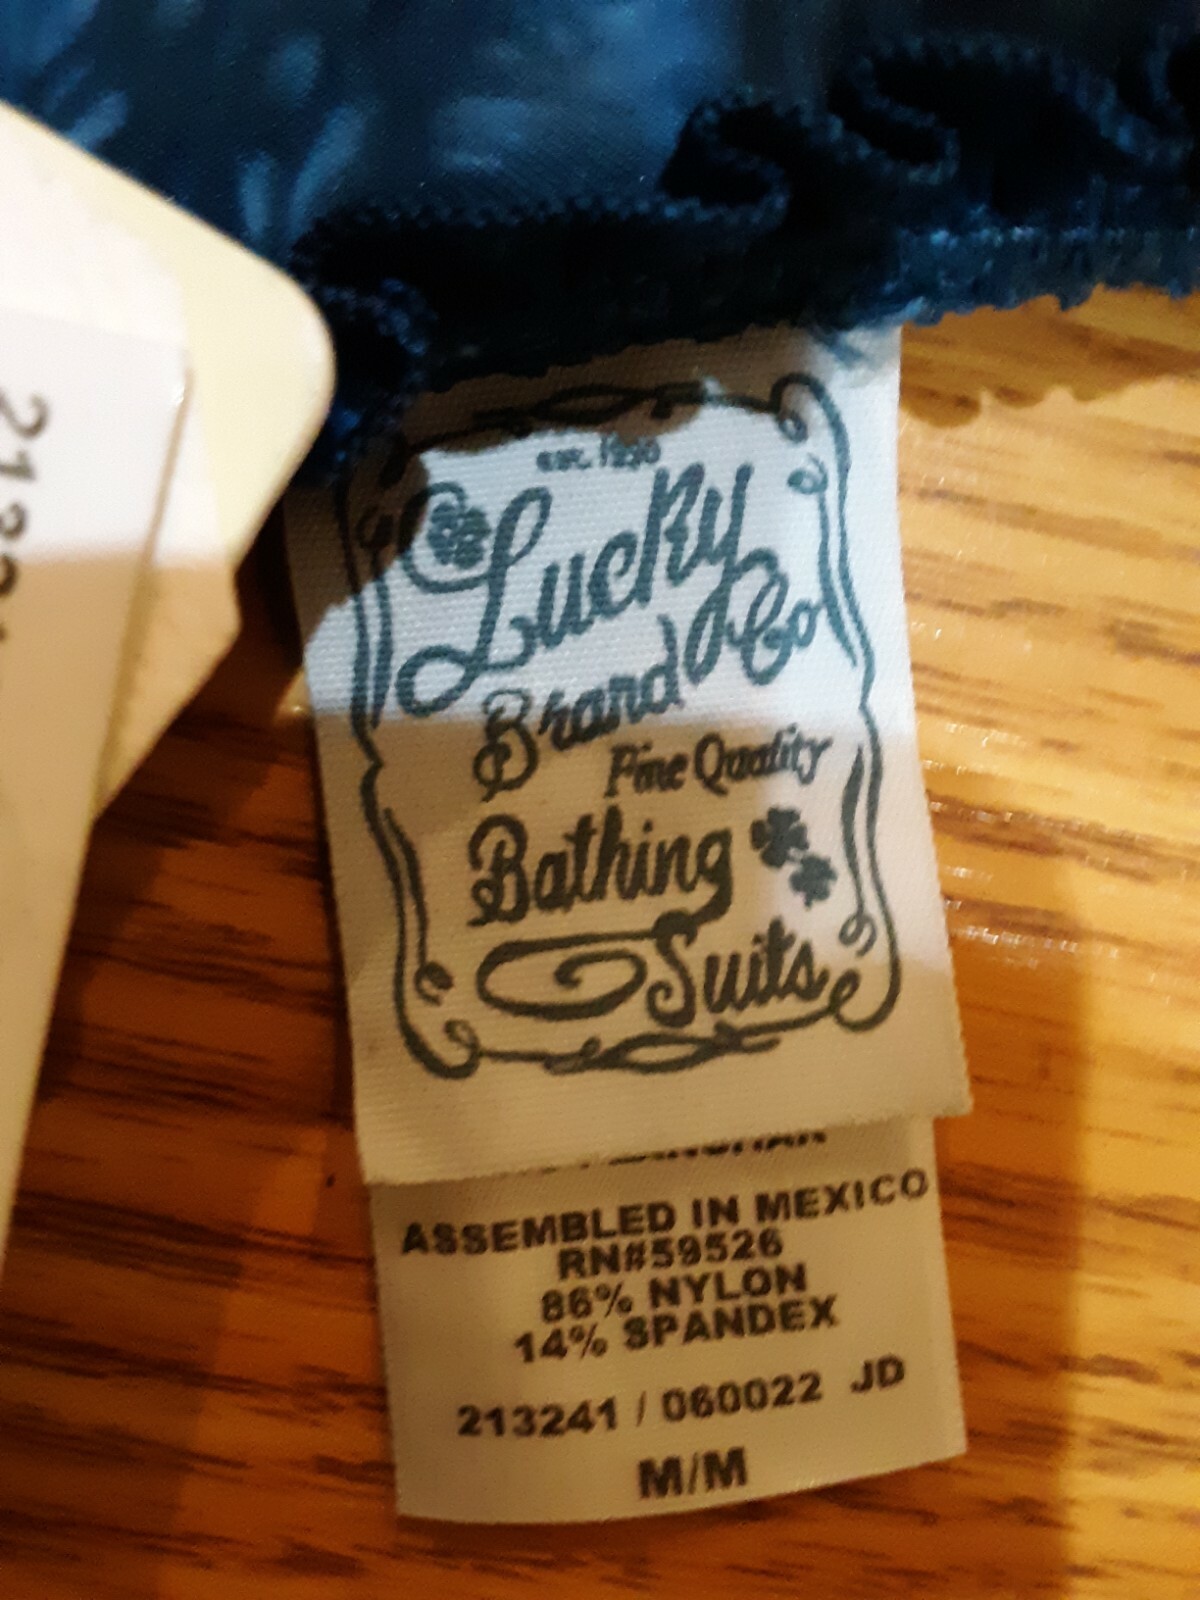 est. 1990
Lucky
Brand Co
Fine Quality
Bathing
Suits
ASSEMBLED IN MEXICO
RN#59526
86% NYLON
14% SPANDEX
213241 / 060022 JD
M/M